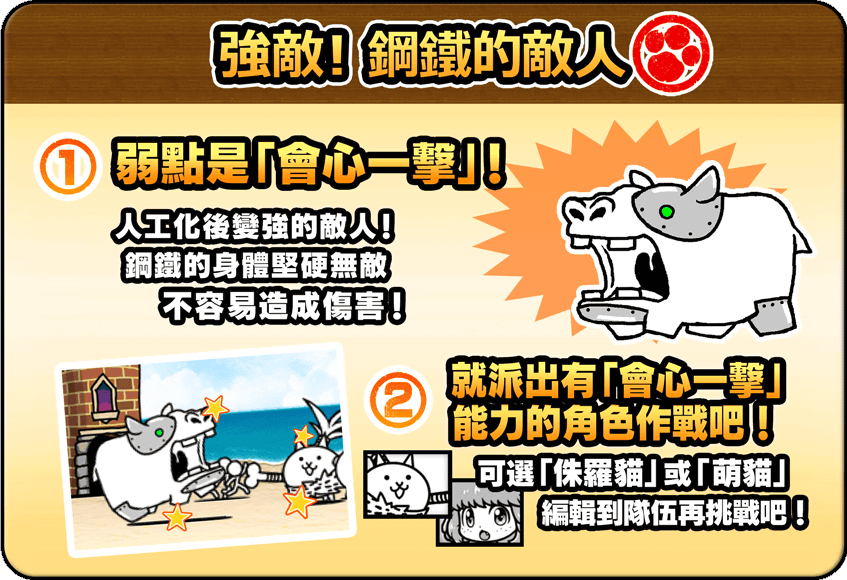 強敵！鋼鐵的敵人
① 弱點是「會心一擊」！
人工化後變強的敵人！
鋼鐵的身體堅硬無敵
不容易造成傷害！
② 就派出有「會心一擊」
能力的角色作戰吧！
可選「侏羅貓」或「萌貓」
編輯到隊伍再挑戰吧！